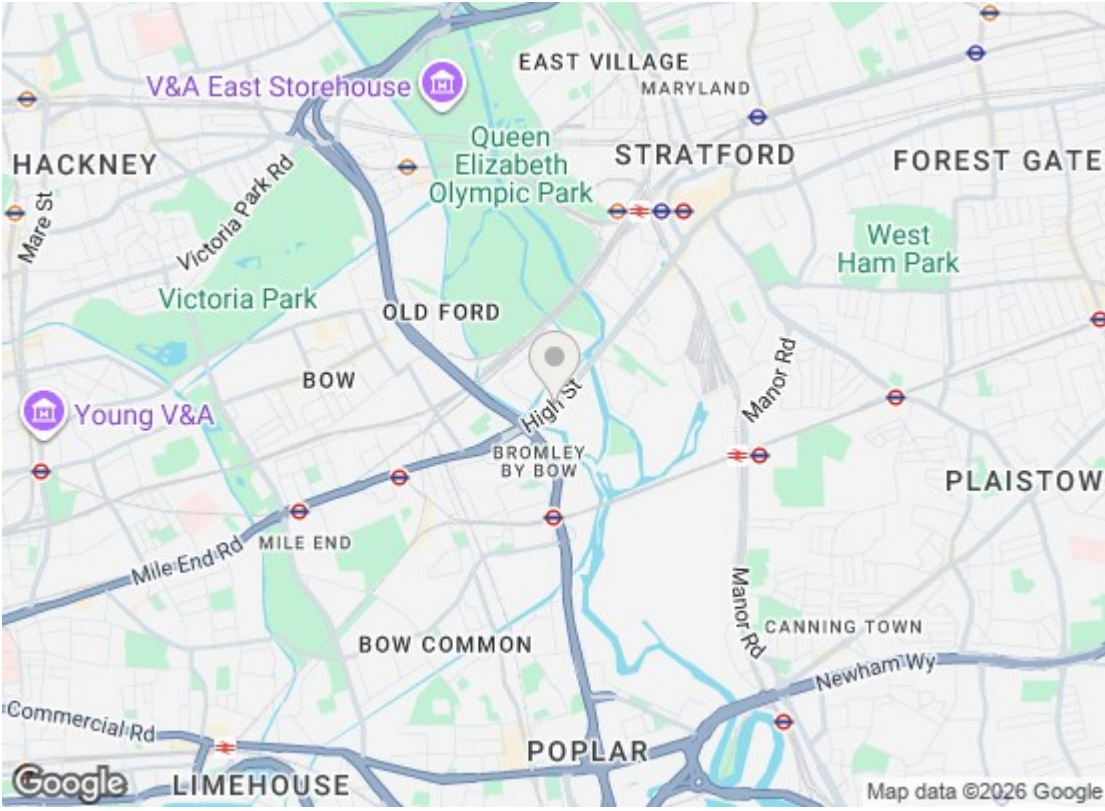 EAST VILLAGE
V&A East Storehouse
MARYLAND
Queen
Elizabeth
Olympic Park
HACKNEY
STRATFORD
FOREST GATE
Mare St
Victoria Park Rd
West
Ham Park
Victoria Park
OLD FORD
BOW
Manor Rd
Young V&A
High St
BROMLEY
BY BOW
PLAISTOW
MILE END
Mile End Rd
Manor Rd
CANNING TOWN
BOW COMMON
Newham Wy
Commercial Rd
POPLAR
LIMEHOUSE
Google
Map data ©2026 Google